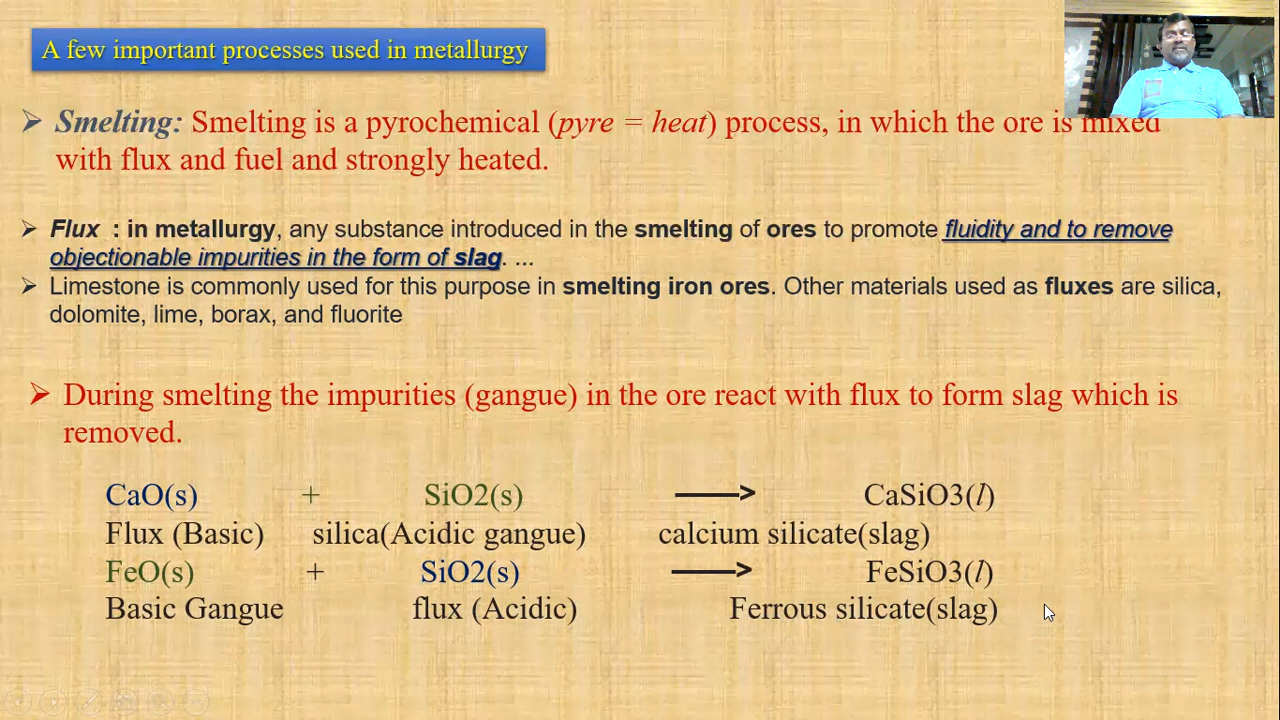 A few important processes used in metallurgy
➢ Smelting: Smelting is a pyrochemical (pyre = heat) process, in which the ore is mixed
with flux and fuel and strongly heated.
➢ Flux : in metallurgy, any substance introduced in the smelting of ores to promote fluidity and to remove
objectionable impurities in the form of slag. ...
➢ Limestone is commonly used for this purpose in smelting iron ores. Other materials used as fluxes are silica,
dolomite, lime, borax, and fluorite
➢ During smelting the impurities (gangue) in the ore react with flux to form slag which is
removed.
CaO(s) + SiO2(s) ——> CaSiO3(l)
Flux (Basic) silica(Acidic gangue) calcium silicate(slag)
FeO(s) + SiO2(s) ——> FeSiO3(l)
Basic Gangue flux (Acidic) Ferrous silicate(slag)